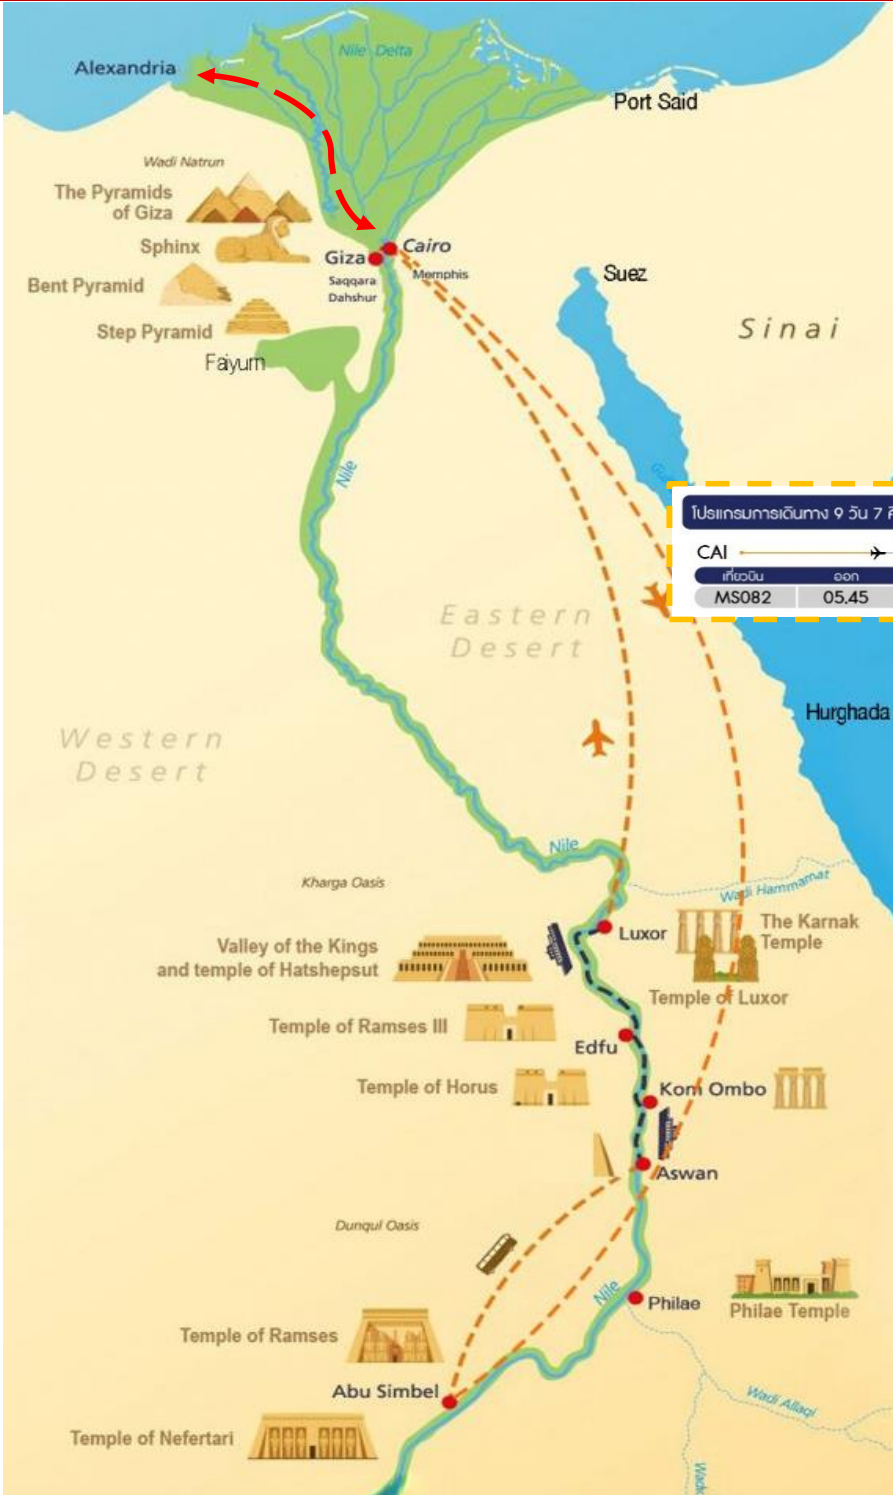 Nile Delta
Alexandria
Port Said
Wadi Natrun
The Pyramids
of Giza
Sphinx
Cairo
Giza
Memphis
Saqqara
Dahshur
Bent Pyramid
Suez
Step Pyramid
Sinai
Faiyum
Nile
โปรแกรมการเดินทาง 9 วัน 7
CAI
เที่ยวบิน ออก
MS082 05.45
Eastern
Desert
Hurghada
Western
Desert
Nile
Kharga Oasis
Wadi Hammamat
Luxor
The Karnak
Temple
Valley of the Kings
and temple of Hatshepsut
Temple of Luxor
Temple of Ramses III
Edfu
Temple of Horus
Kom Ombo
Aswan
Dunqul Oasis
Nile
Philae
Philae Temple
Temple of Ramses
Abu Simbel
Wadi Allaqi
Temple of Nefertari